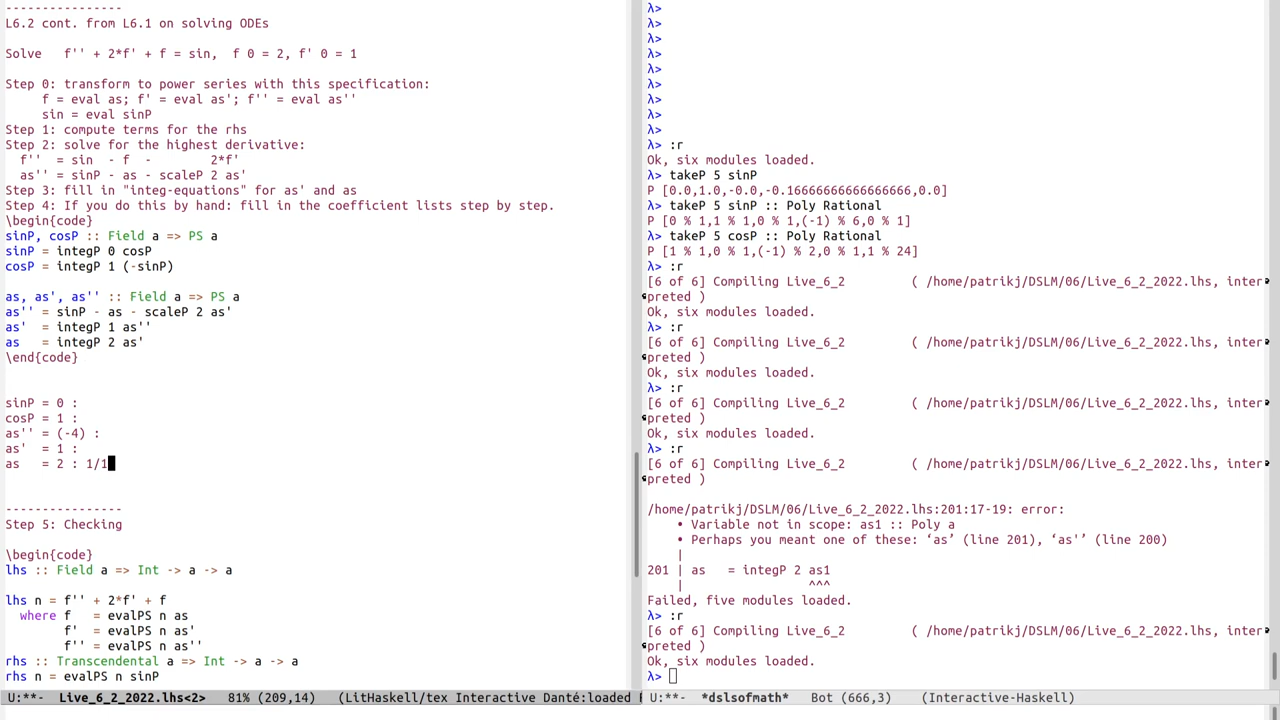 ----------------
L6.2 cont. from L6.1 on solving ODEs
Solve   f'' + 2*f' + f = sin,  f 0 = 2, f' 0 = 1
Step 0: transform to power series with this specification:
      f = eval as; f' = eval as'; f'' = eval as''
      sin = eval sinP
Step 1: compute terms for the rhs
Step 2: solve for the highest derivative:
  f''  = sin  - f  -        2*f'
  as'' = sinP - as - scaleP 2 as'
Step 3: fill in "integ-equations" for as' and as
Step 4: If you do this by hand: fill in the coefficient lists step by step.
\begin{code}
sinP, cosP :: Field a => PS a
sinP = integP 0 cosP
cosP = integP 1 (-sinP)
as, as', as'' :: Field a => PS a
as'' = sinP - as - scaleP 2 as'
as'  = integP 1 as''
as   = integP 2 as'
\end{code}
sinP = 0 :
cosP = 1 :
as'' = (-4) :
as'  = 1 :
as   = 2 : 1/1
----------------
Step 5: Checking
\begin{code}
lhs :: Field a => Int -> a -> a
lhs n = f'' + 2*f' + f
  where f   = evalPS n as
        f'  = evalPS n as'
        f'' = evalPS n as''
rhs :: Transcendental a => Int -> a -> a
rhs n = evalPS n sinP
U:**-  Live_6_2_2022.lhs<2>   81% (209,14)    (LitHaskell/tex Interactive Danté:loaded
λ>
λ>
λ>
λ>
λ>
λ>
λ>
λ>
λ>
λ> :r
Ok, six modules loaded.
λ> takeP 5 sinP
P [0.0,1.0,-0.0,-0.16666666666666666,0.0]
λ> takeP 5 sinP :: Poly Rational
P [0 % 1,1 % 1,0 % 1,(-1) % 6,0 % 1]
λ> takeP 5 cosP :: Poly Rational
P [1 % 1,0 % 1,(-1) % 2,0 % 1,1 % 24]
λ> :r
[6 of 6] Compiling Live_6_2       ( /home/patrikj/DSLM/06/Live_6_2_2022.lhs, inter
preted )
Ok, six modules loaded.
λ> :r
[6 of 6] Compiling Live_6_2       ( /home/patrikj/DSLM/06/Live_6_2_2022.lhs, inter
preted )
Ok, six modules loaded.
λ> :r
[6 of 6] Compiling Live_6_2       ( /home/patrikj/DSLM/06/Live_6_2_2022.lhs, inter
preted )
Ok, six modules loaded.
λ> :r
[6 of 6] Compiling Live_6_2       ( /home/patrikj/DSLM/06/Live_6_2_2022.lhs, inter
preted )
/home/patrikj/DSLM/06/Live_6_2_2022.lhs:201:17-19: error:
    • Variable not in scope: as1 :: Poly a
    • Perhaps you meant one of these: ‘as’ (line 201), ‘as'’ (line 200)
    |
201 | as   = integP 2 as1
    |                 ^^^
Failed, five modules loaded.
λ> :r
[6 of 6] Compiling Live_6_2       ( /home/patrikj/DSLM/06/Live_6_2_2022.lhs, inter
preted )
Ok, six modules loaded.
λ>
U:**-  *dslsofmath*   Bot (666,3)    (Interactive-Haskell)